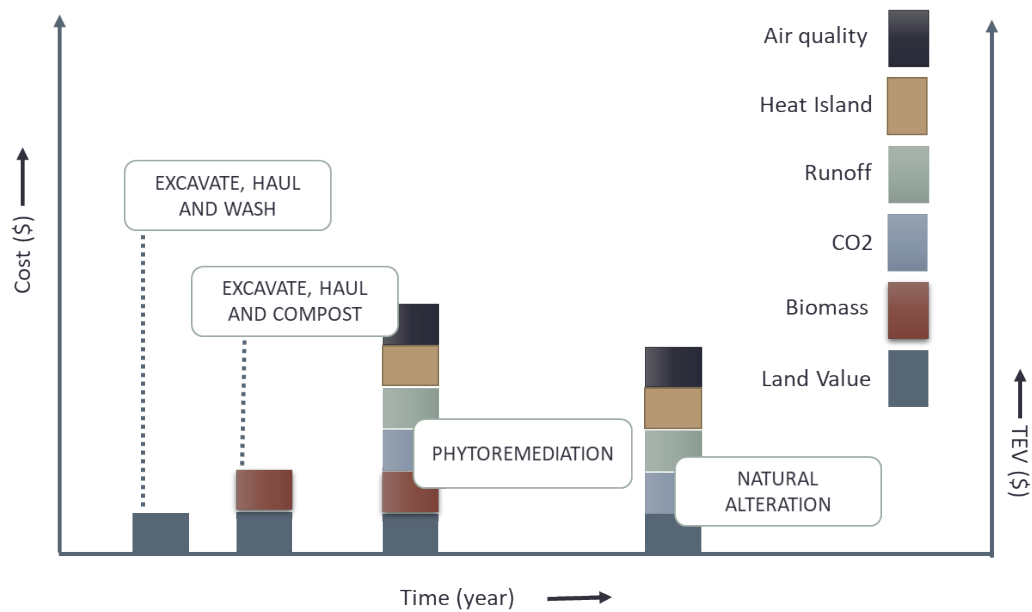 Air quality
Heat Island
Runoff
CO2
Biomass
Land Value
Cost ($)
EXCAVATE, HAUL
AND WASH
EXCAVATE, HAUL
AND COMPOST
PHYTOREMEDIATION
NATURAL
ALTERATION
TEV ($)
Time (year)